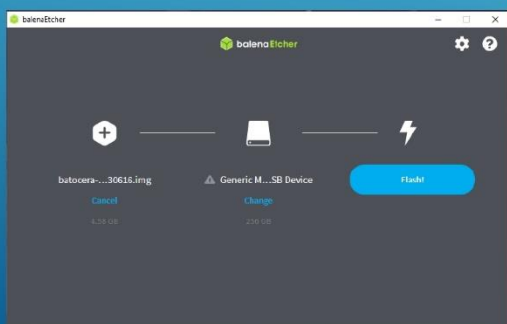 balenaEtcher
balenaEtcher
batocera-...30616.img
Generic M...SB Device
Flash!
Cancel
Change